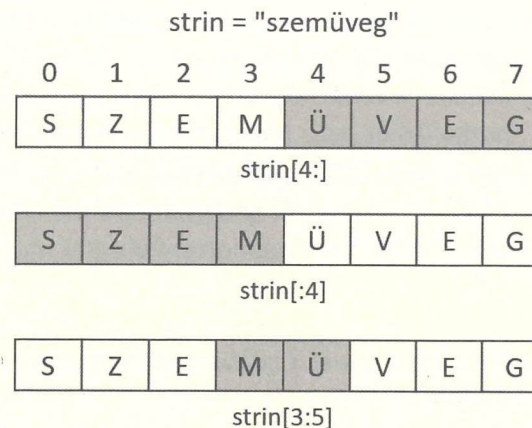 strin = "szemüveg"
0 1 2 3 4 5 6 7
S Z E M Ü V E G
strin[4:]
S Z E M Ü V E G
strin[:4]
S Z E M Ü V E G
strin[3:5]